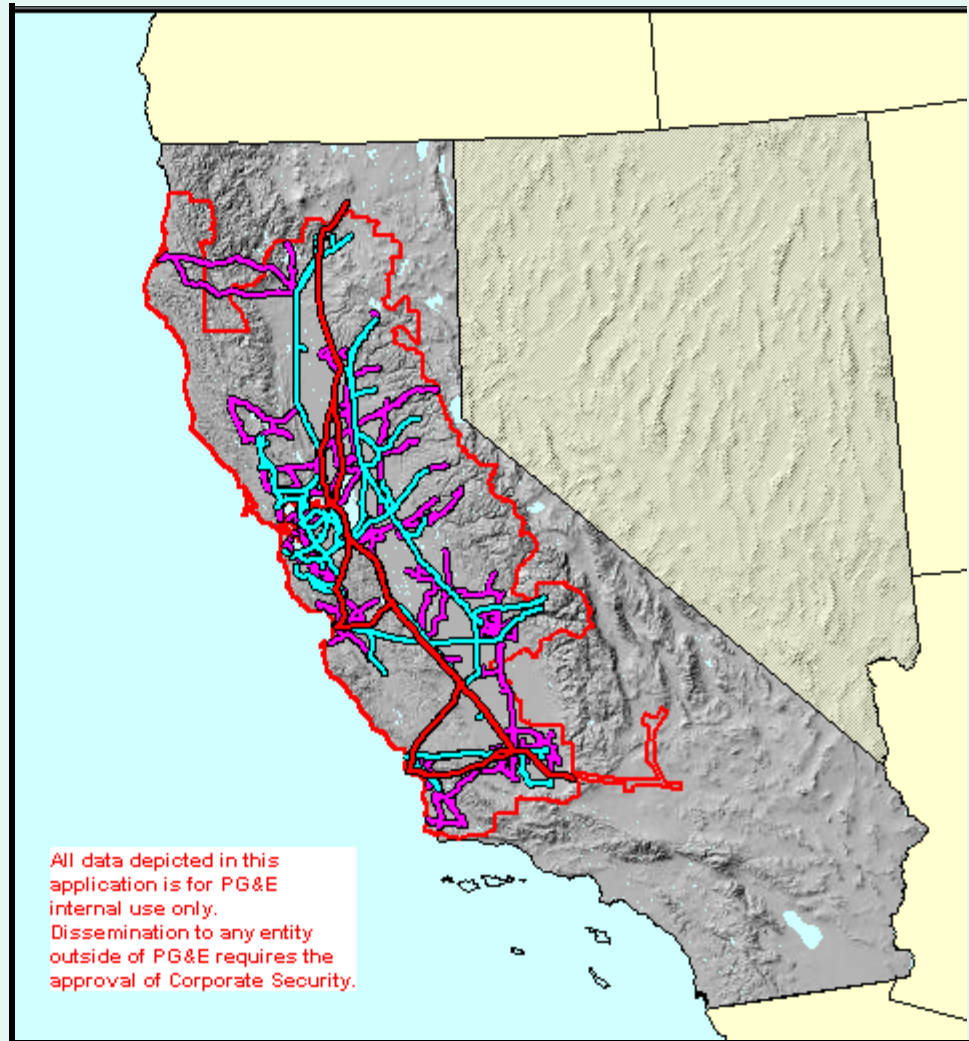 All data depicted in this
application is for PG&E
internal use only.
Dissemination to any entity
outside of PG&E requires the
approval of Corporate Security.